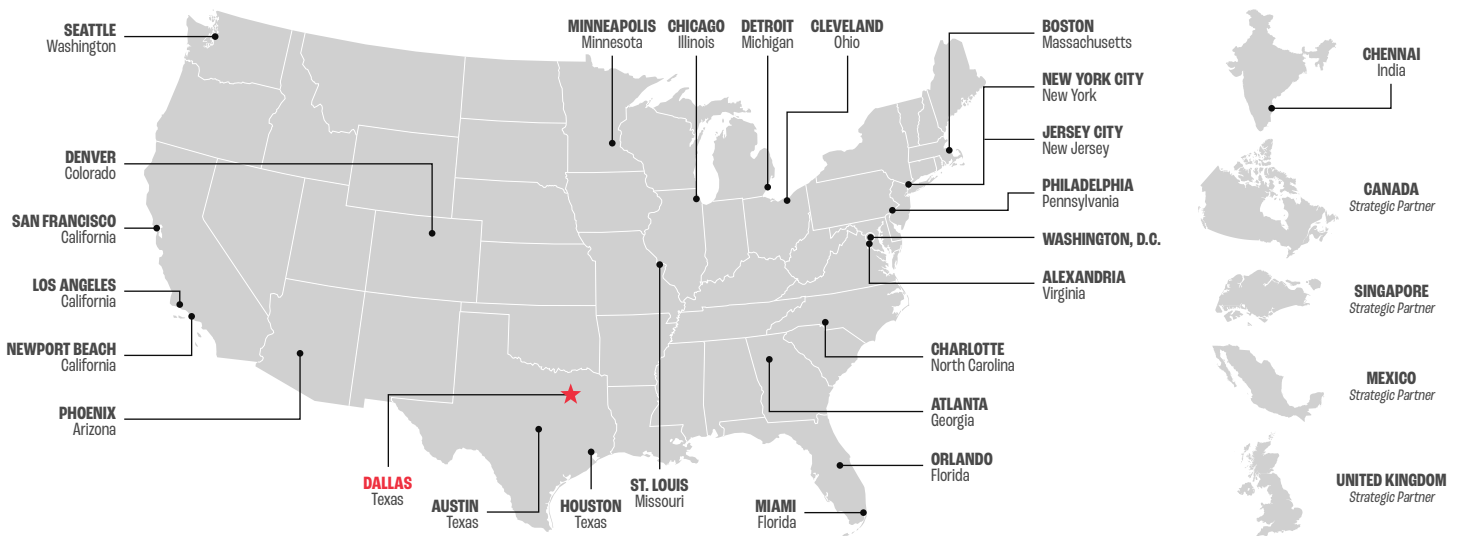 SEATTLE
Washington
DENVER
Colorado
SAN FRANCISCO
California
LOS ANGELES
California
NEWPORT BEACH
California
PHOENIX
Arizona
DALLAS
Texas
AUSTIN
Texas
HOUSTON
Texas
ST. LOUIS
Missouri
MINNEAPOLIS
Minnesota
CHICAGO
Illinois
DETROIT
Michigan
CLEVELAND
Ohio
BOSTON
Massachusetts
NEW YORK CITY
New York
JERSEY CITY
New Jersey
PHILADELPHIA
Pennsylvania
WASHINGTON, D.C.
ALEXANDRIA
Virginia
CHARLOTTE
North Carolina
ATLANTA
Georgia
ORLANDO
Florida
MIAMI
Florida
CHENNAI
India
CANADA
Strategic Partner
SINGAPORE
Strategic Partner
MEXICO
Strategic Partner
UNITED KINGDOM
Strategic Partner